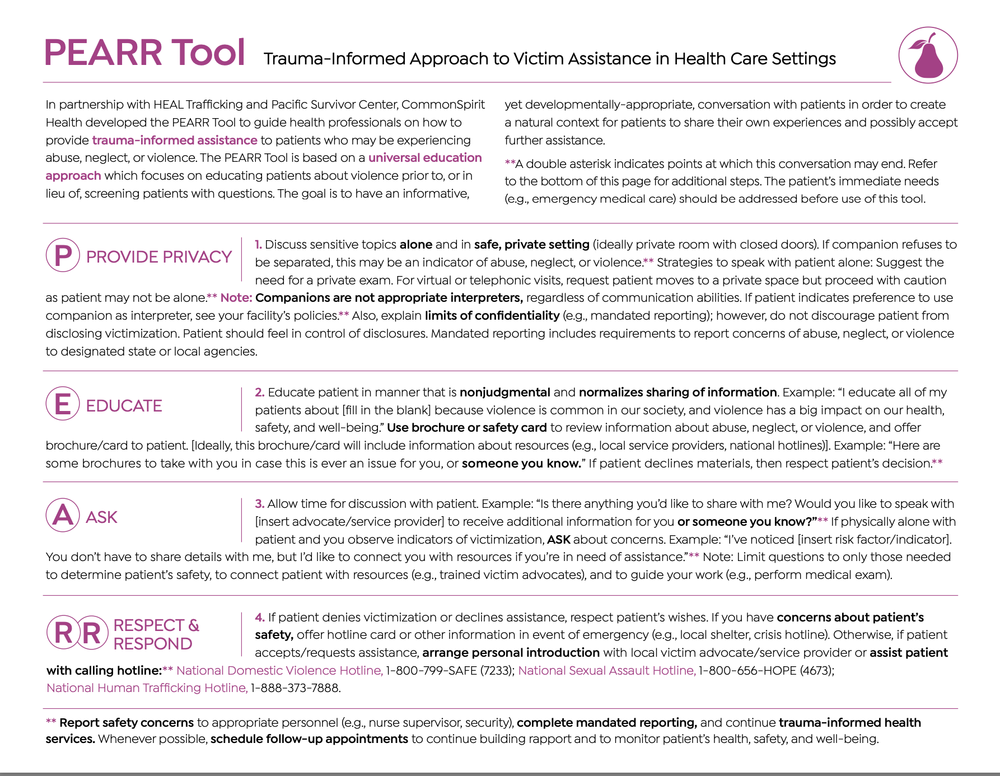 PEARR Tool Trauma-Informed Approach to Victim Assistance in Health Care Settings
In partnership with HEAL Trafficking and Pacific Survivor Center, CommonSpirit
Health developed the PEARR Tool to guide health professionals on how to
provide trauma-informed assistance to patients who may be experiencing
abuse, neglect, or violence. The PEARR Tool is based on a universal education
approach which focuses on educating patients about violence prior to, or in
lieu of, screening patients with questions. The goal is to have an informative,
yet developmentally-appropriate, conversation with patients in order to create
a natural context for patients to share their own experiences and possibly accept
further assistance.
**A double asterisk indicates points at which this conversation may end. Refer
to the bottom of this page for additional steps. The patient's immediate needs
(e.g., emergency medical care) should be addressed before use of this tool.
P PROVIDE PRIVACY
1. Discuss sensitive topics alone and in safe, private setting (ideally private room with closed doors). If companion refuses to
be separated, this may be an indicator of abuse, neglect, or violence.** Strategies to speak with patient alone: Suggest the
need for a private exam. For virtual or telephonic visits, request patient moves to a private space but proceed with caution
as patient may not be alone.** Note: Companions are not appropriate interpreters, regardless of communication abilities. If patient indicates preference to use
companion as interpreter, see your facility's policies.** Also, explain limits of confidentiality (e.g., mandated reporting); however, do not discourage patient from
disclosing victimization. Patient should feel in control of disclosures. Mandated reporting includes requirements to report concerns of abuse, neglect, or violence
to designated state or local agencies.
E EDUCATE
2. Educate patient in manner that is nonjudgmental and normalizes sharing of information. Example: “I educate all of my
patients about [fill in the blank] because violence is common in our society, and violence has a big impact on our health,
safety, and well-being.” Use brochure or safety card to review information about abuse, neglect, or violence, and offer
brochure/card to patient. [Ideally, this brochure/card will include information about resources (e.g., local service providers, national hotlines)]. Example: “Here are
some brochures to take with you in case this is ever an issue for you, or someone you know.” If patient declines materials, then respect patient's decision.**
A ASK
3. Allow time for discussion with patient. Example: “Is there anything you'd like to share with me? Would you like to speak with
[insert advocate/service provider] to receive additional information for you or someone you know?”** If physically alone with
patient and you observe indicators of victimization, ASK about concerns. Example: “I've noticed [insert risk factor/indicator].
You don't have to share details with me, but I'd like to connect you with resources if you're in need of assistance.”** Note: Limit questions to only those needed
to determine patient's safety, to connect patient with resources (e.g., trained victim advocates), and to guide your work (e.g., perform medical exam).
R R RESPECT &
RESPOND
4. If patient denies victimization or declines assistance, respect patient's wishes. If you have concerns about patient's
safety, offer hotline card or other information in event of emergency (e.g., local shelter, crisis hotline). Otherwise, if patient
accepts/requests assistance, arrange personal introduction with local victim advocate/service provider or assist patient
with calling hotline:** National Domestic Violence Hotline, 1-800-799-SAFE (7233); National Sexual Assault Hotline, 1-800-656-HOPE (4673);
National Human Trafficking Hotline, 1-888-373-7888.
** Report safety concerns to appropriate personnel (e.g., nurse supervisor, security), complete mandated reporting, and continue trauma-informed health
services. Whenever possible, schedule follow-up appointments to continue building rapport and to monitor patient's health, safety, and well-being.